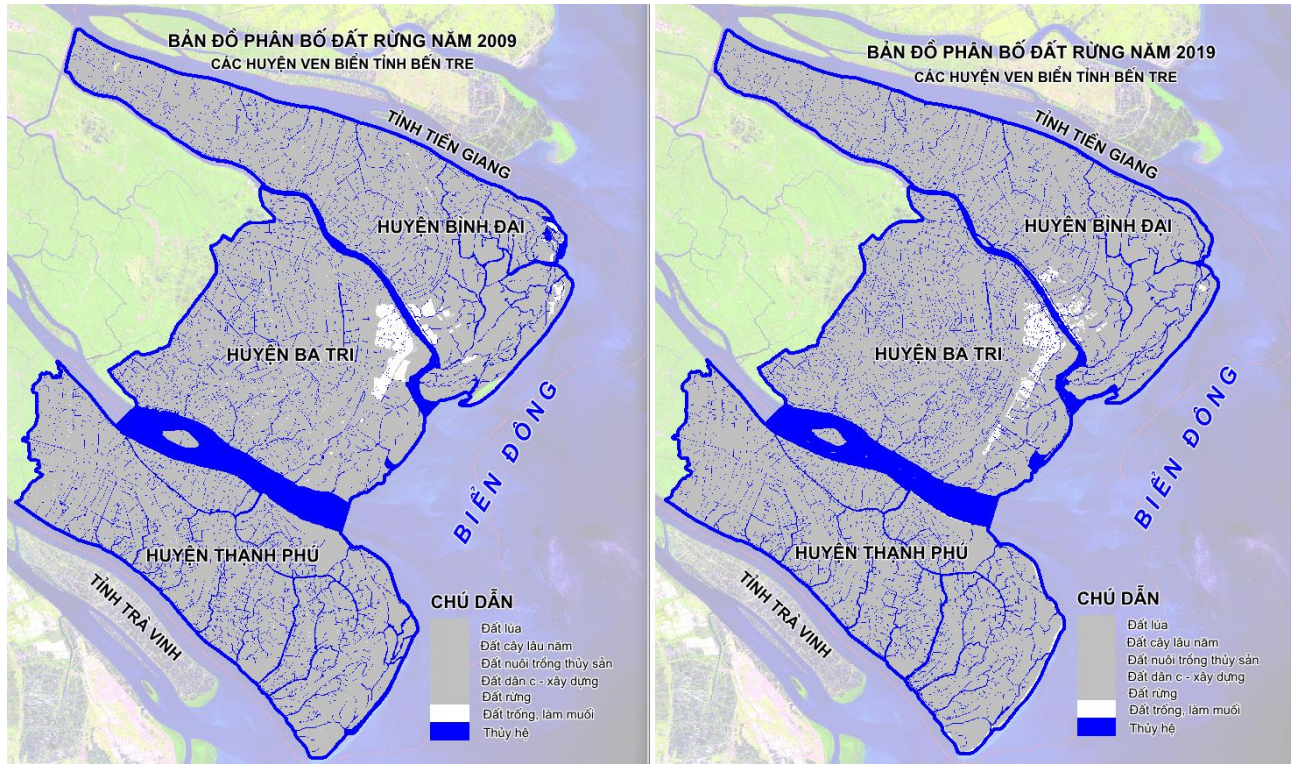 BẢN ĐỒ PHÂN BỐ ĐẤT RỪNG NĂM 2009
CÁC HUYỆN VEN BIỂN TỈNH BẾN TRE
TỈNH TIỀN GIANG
HUYỆN BÌNH ĐẠI
HUYỆN BA TRI
BIỂN ĐÔNG
HUYỆN THẠNH PHÚ
TỈNH TRÀ VINH
CHÚ DẪN
Đất lúa
Đất cây lâu năm
Đất nuôi trồng thủy sản
Đất dân c - xây dựng
Đất rừng
Đất trống, làm muối
Thủy hệ
BẢN ĐỒ PHÂN BỐ ĐẤT RỪNG NĂM 2019
CÁC HUYỆN VEN BIỂN TỈNH BẾN TRE
TỈNH TIỀN GIANG
HUYỆN BÌNH ĐẠI
HUYỆN BA TRI
BIỂN ĐÔNG
HUYỆN THẠNH PHÚ
TỈNH TRÀ VINH
CHÚ DẪN
Đất lúa
Đất cây lâu năm
Đất nuôi trồng thủy sản
Đất dân c - xây dựng
Đất rừng
Đất trống, làm muối
Thủy hệ